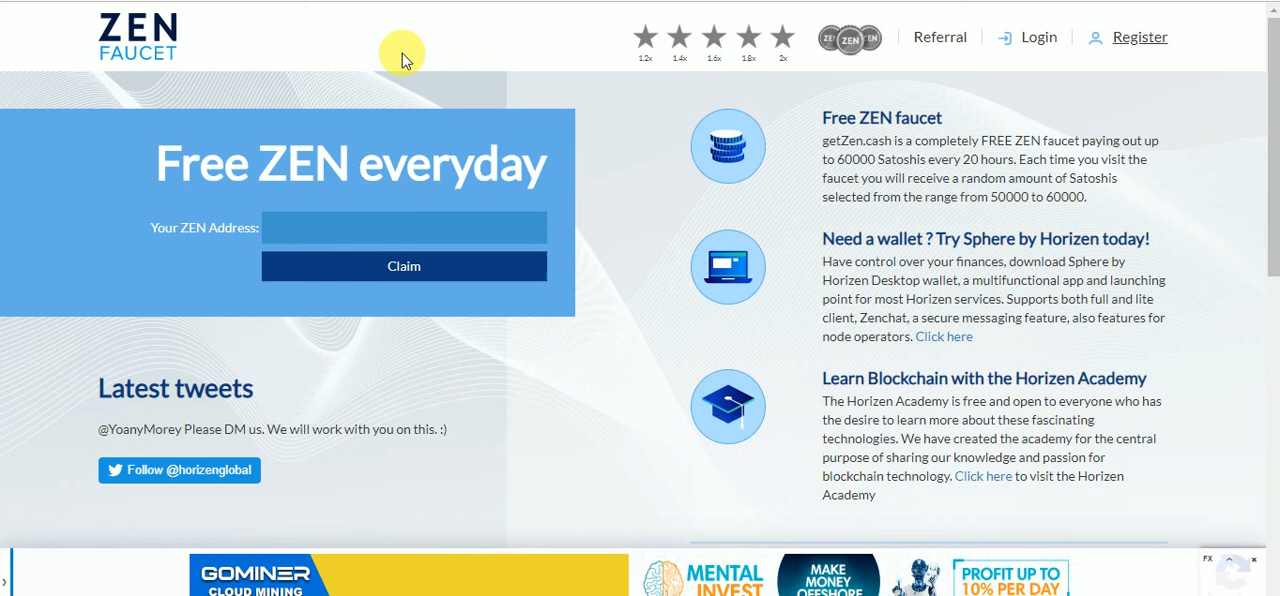 ZEN
FAUCET
1.2x 1.4x 1.6x 1.8x 2x
ZEN
Referral
Login
Register
Free ZEN everyday
Your ZEN Address:
Claim
Latest tweets
@YoanyMorey Please DM us. We will work with you on this. :)
Follow @horizenglobal
Free ZEN faucet
getZen.cash is a completely FREE ZEN faucet paying out up
to 60000 Satoshis every 20 hours. Each time you visit the
faucet you will receive a random amount of Satoshis
selected from the range from 50000 to 60000.
Need a wallet ? Try Sphere by Horizen today!
Have control over your finances, download Sphere by
Horizen Desktop wallet, a multifunctional app and launching
point for most Horizen services. Supports both full and lite
client, Zenchat, a secure messaging feature, also features for
node operators. Click here
Learn Blockchain with the Horizen Academy
The Horizen Academy is free and open to everyone who has
the desire to learn more about these fascinating
technologies. We have created the academy for the central
purpose of sharing our knowledge and passion for
blockchain technology. Click here to visit the Horizen
Academy
GOMINER
CLOUD MINING
MENTAL
INVEST
MAKE
MONEY
OFFSHORE
PROFIT UP TO
10% PER DAY
FX